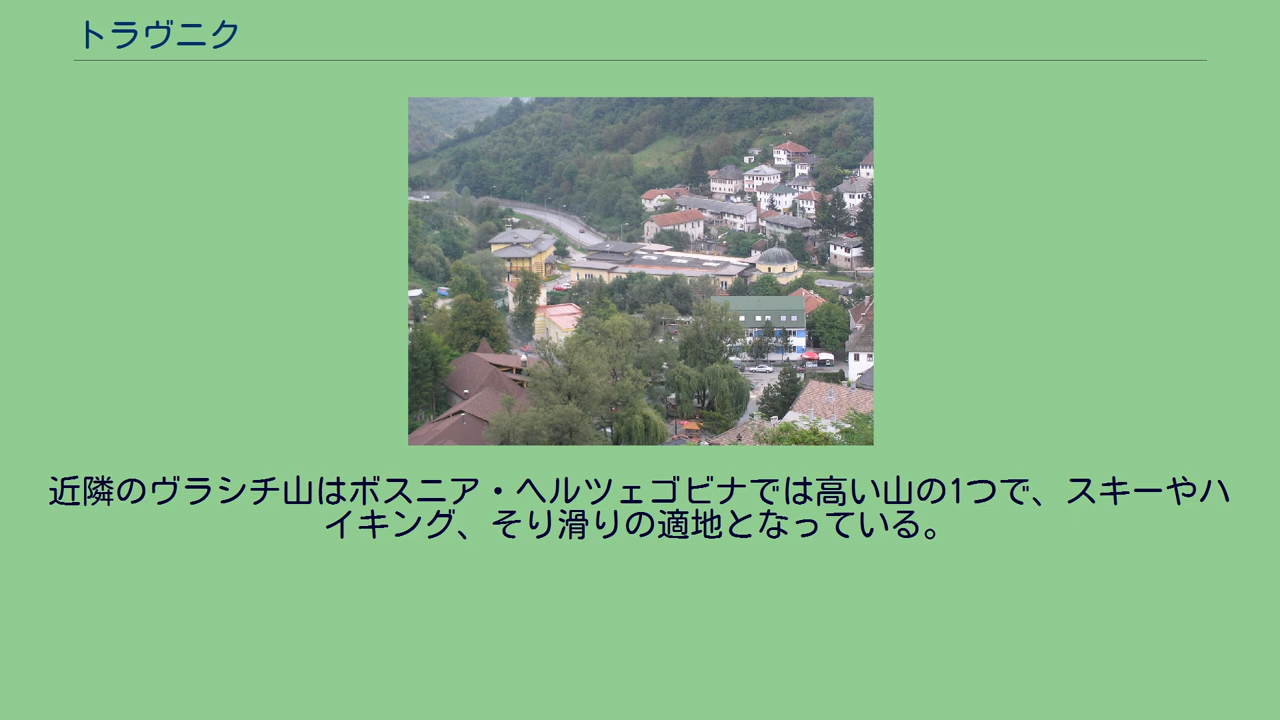 トラヴニク
近隣のヴラシチ山はボスニア・ヘルツェゴビナでは高い山の1つで、スキーやハ
イキング、そり滑りの適地となっている。